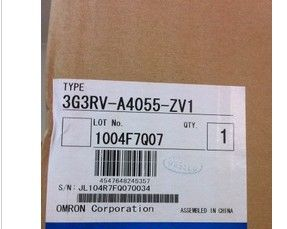 TYPE
3G3RV-A4055-ZV1
LOT No. QTY.
1004F7Q07 1
4547648245357
S/N: JL104R7FQ070034
OMRON Corporation ASSEMBLED IN CHINA